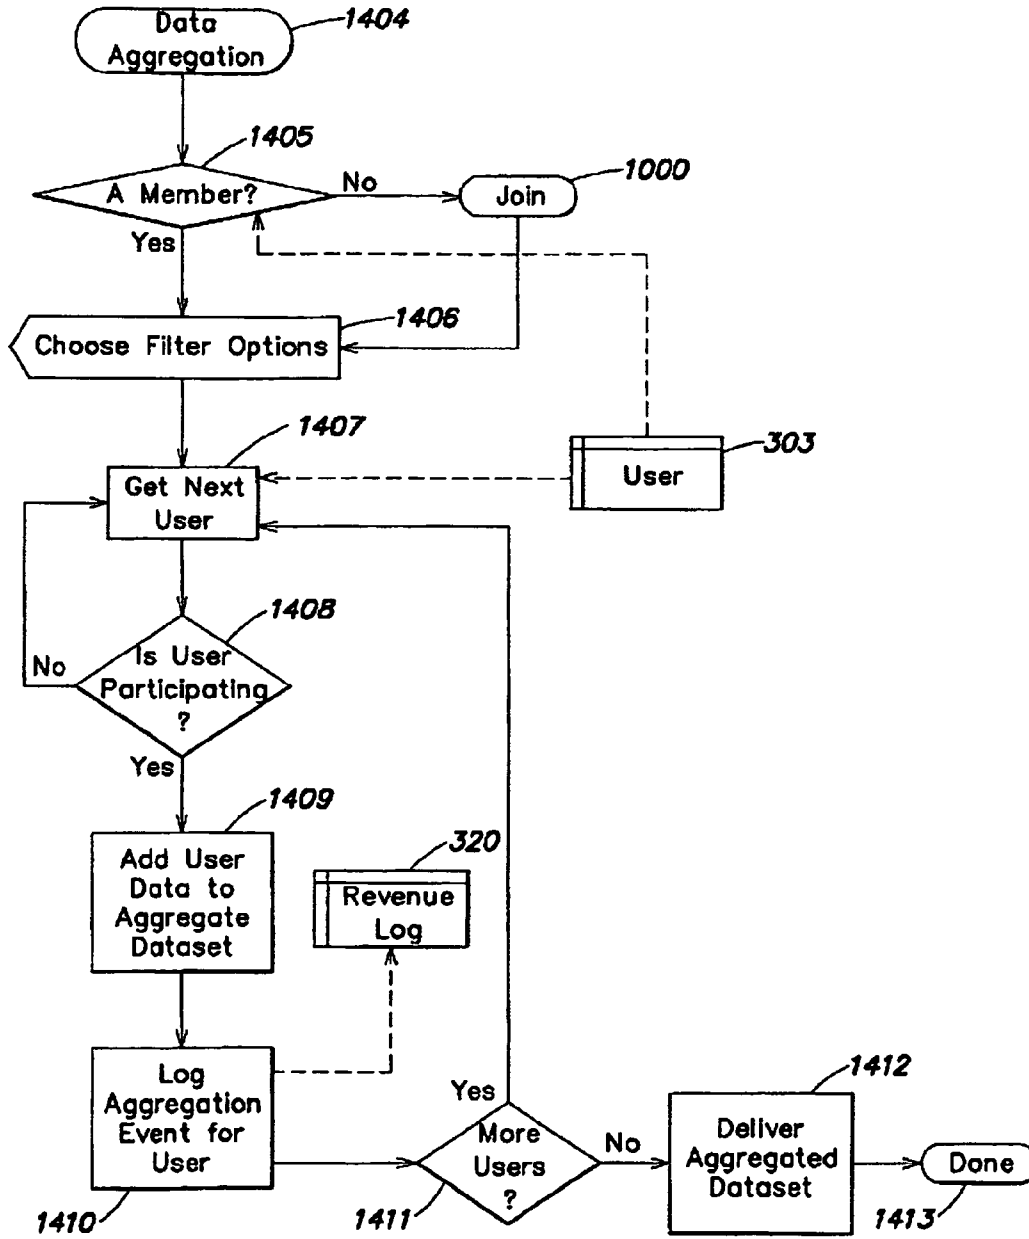 Data
Aggregation
1404
1405
A Member?
No
1000
Join
Yes
1406
Choose Filter Options
1407
303
Get Next
User
User
1408
No
Is User
Participating
?
Yes
1409
Add User
Data to
Aggregate
Dataset
320
Revenue
Log
Log
Aggregation
Event for
User
1410
Yes
More
Users
?
1411
No
1412
Deliver
Aggregated
Dataset
Done
1413